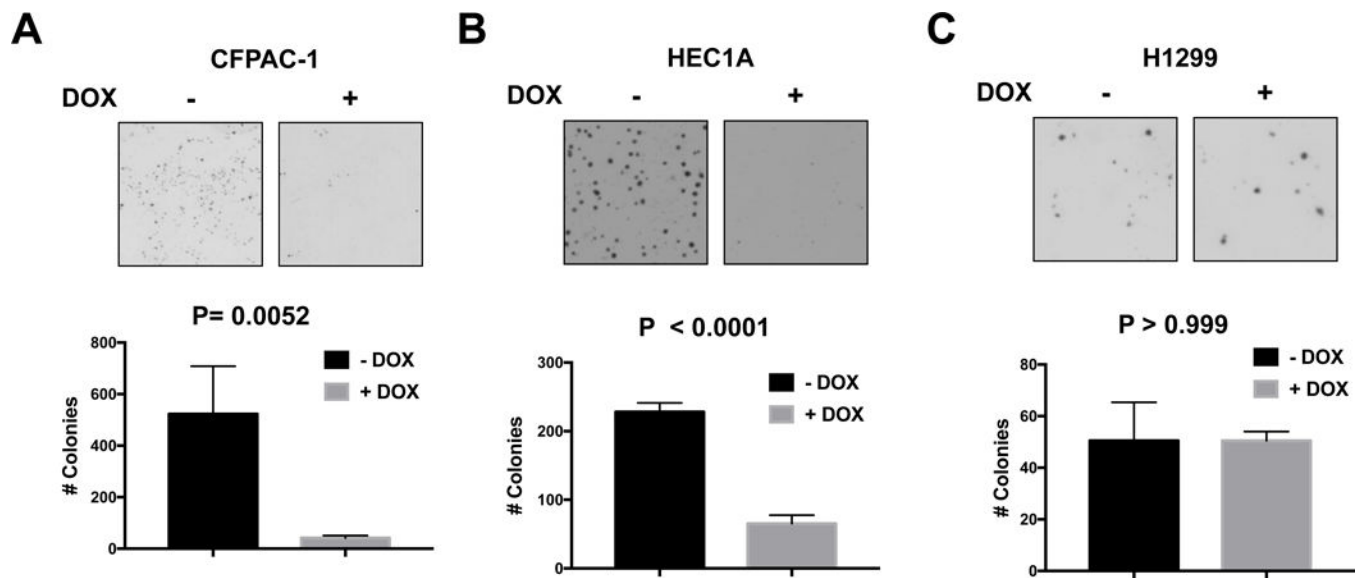 A
CFPAC-1
DOX - +
P= 0.0052
800
600
400
200
0
# Colonies
- DOX
+ DOX
B
HEC1A
DOX - +
P < 0.0001
300
200
100
0
# Colonies
- DOX
+ DOX
C
H1299
DOX - +
P > 0.999
80
60
40
20
0
# Colonies
- DOX
+ DOX